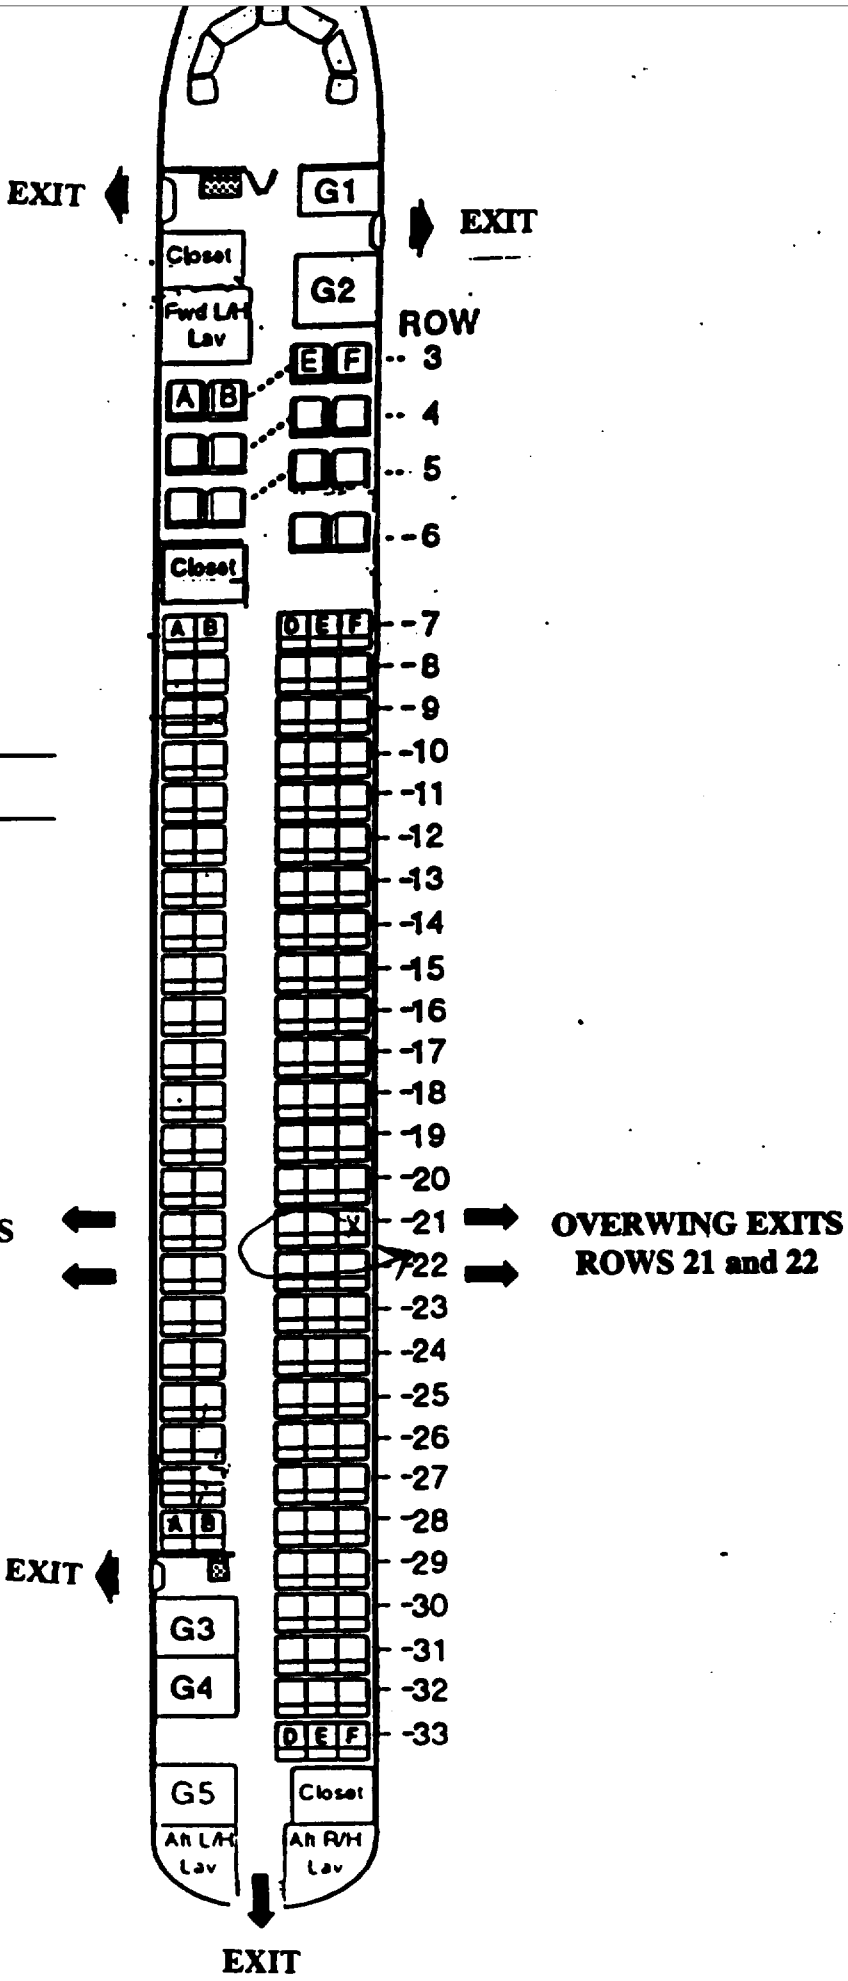 EXIT
G1
EXIT
Closet
G2
Fwd L/H
Lav
ROW
E F -- 3
A B
-- 4
-- 5
-- 6
Closet
A B D E F - -7
- -8
- -9
- -10
- -11
- -12
- -13
- -14
- -15
- -16
- -17
- -18
- -19
- -20
S X - -21 OVERWING EXITS
22 ROWS 21 and 22
- -23
- -24
- -25
- -26
- -27
A B - -28
EXIT - -29
- -30
G3
- -31
G4 - -32
D E F - -33
G5 Closet
Aft L/H Aft R/H
Lav Lav
EXIT